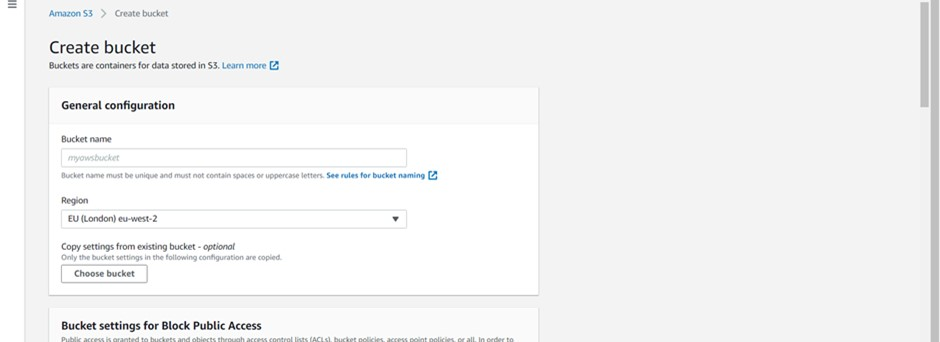 Amazon S3 > Create bucket
Create bucket
Buckets are containers for data stored in S3. Learn more
General configuration
Bucket name
myawsbucket
Bucket name must be unique and must not contain spaces or uppercase letters. See rules for bucket naming
Region
EU (London) eu-west-2
Copy settings from existing bucket - optional
Only the bucket settings in the following configuration are copied.
Choose bucket
Bucket settings for Block Public Access
Public access is granted to buckets and objects through access control lists (ACLs), bucket policies, access point policies, or all. In order to